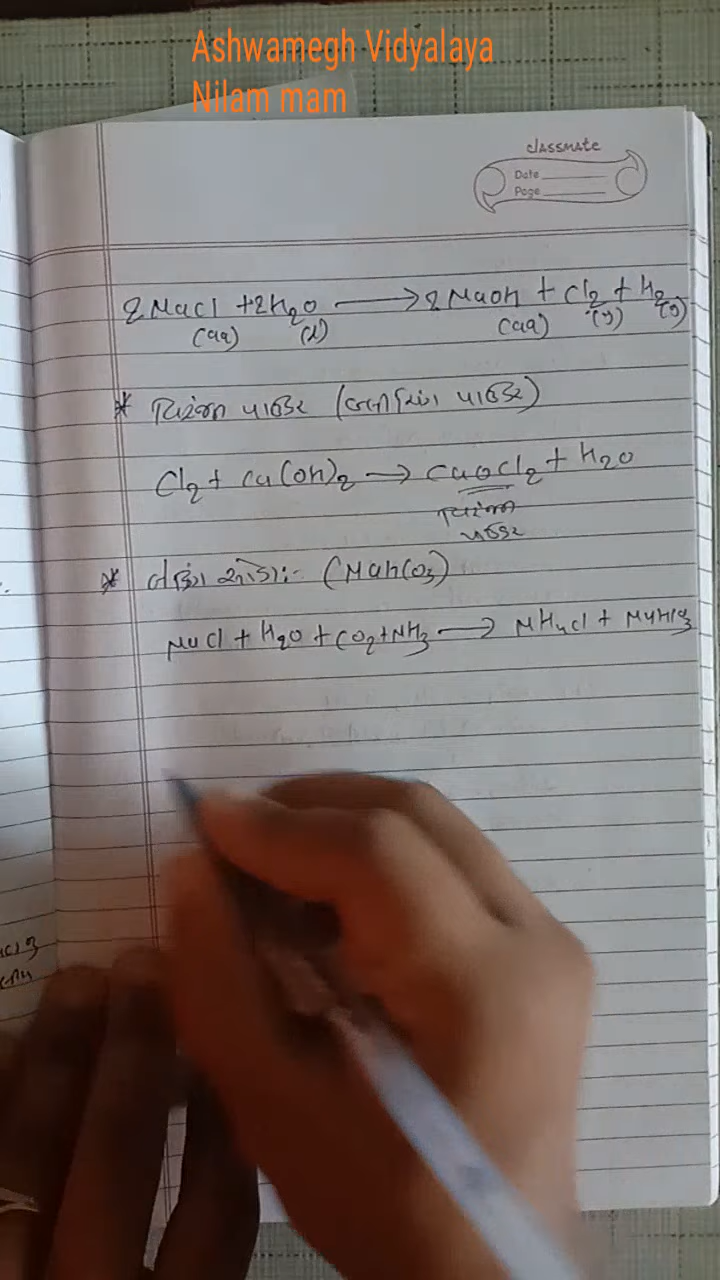 Ashwamegh Vidyalaya
Nilam mam
classmate
Date
Page
2NaCl + 2H₂O ⟶ 2NaOH + Cl₂ + H₂
(aq) (l) (aq) (g) (g)
* વિરંજન પાઉડર (બ્લીચિંગ પાઉડર)
Cl₂ + Ca(OH)₂ → CaOCl₂ + H₂O
વિરંજન
પાઉડર
* બેકિંગ સોડા:- (NaHCO₃)
NaCl + H₂O + CO₂ + NH₃ ⟶ NH₄Cl + NaHCO₃